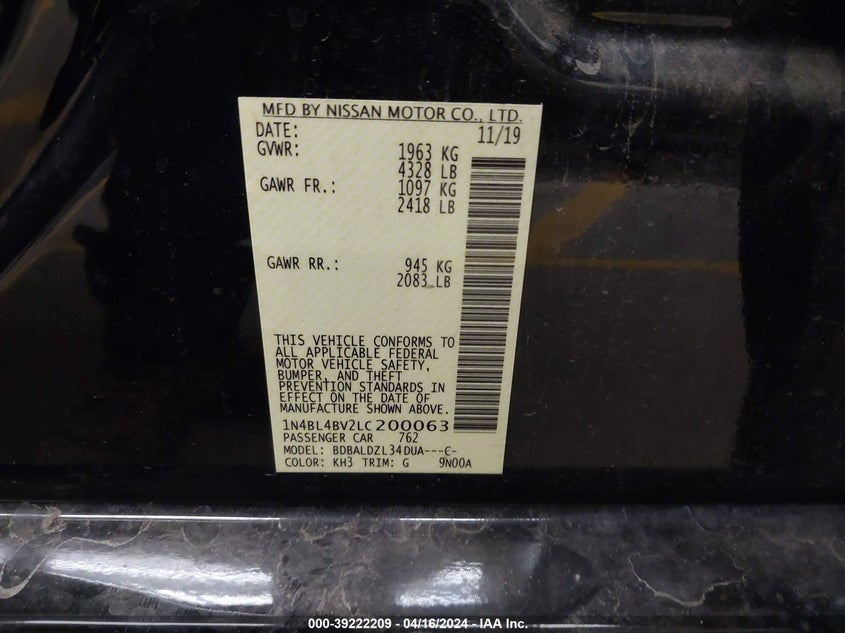 MFD BY NISSAN MOTOR CO., LTD.
DATE: 11/19
GVWR: 1963 KG
4328 LB
GAWR FR.: 1097 KG
2418 LB
GAWR RR.: 945 KG
2083 LB
THIS VEHICLE CONFORMS TO
ALL APPLICABLE FEDERAL
MOTOR VEHICLE SAFETY,
BUMPER, AND THEFT
PREVENTION STANDARDS IN
EFFECT ON THE DATE OF
MANUFACTURE SHOWN ABOVE.
1N4BL4BV2LC200063
PASSENGER CAR 762
MODEL: BDBALDZL34DUA---C-
COLOR: KH3 TRIM: G 9N00A
000-39222209 - 04/16/2024 - IAA Inc.